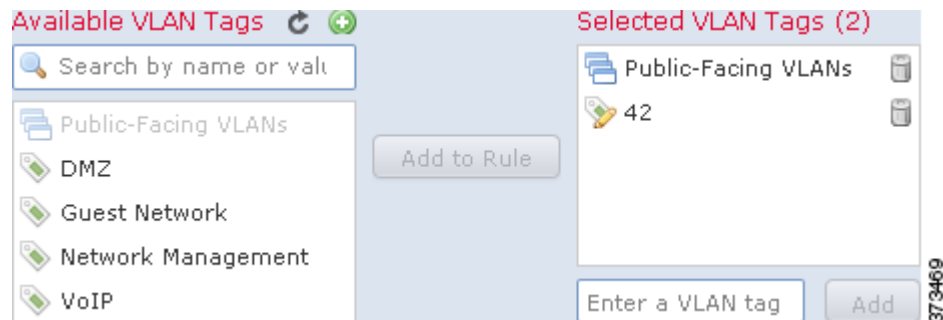 Available VLAN Tags
Search by name or valu
Public-Facing VLANs
DMZ
Guest Network
Network Management
VoIP
Add to Rule
Selected VLAN Tags (2)
Public-Facing VLANs
42
Enter a VLAN tag
Add
373469